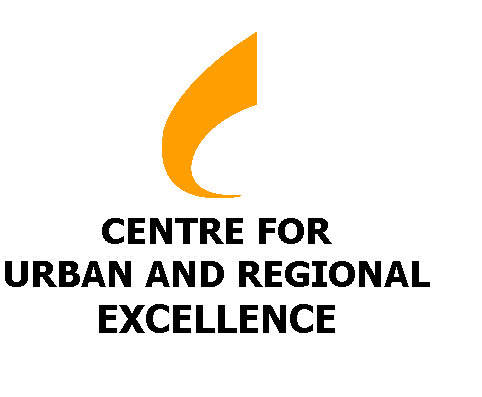 CENTRE FOR
URBAN AND REGIONAL
EXCELLENCE